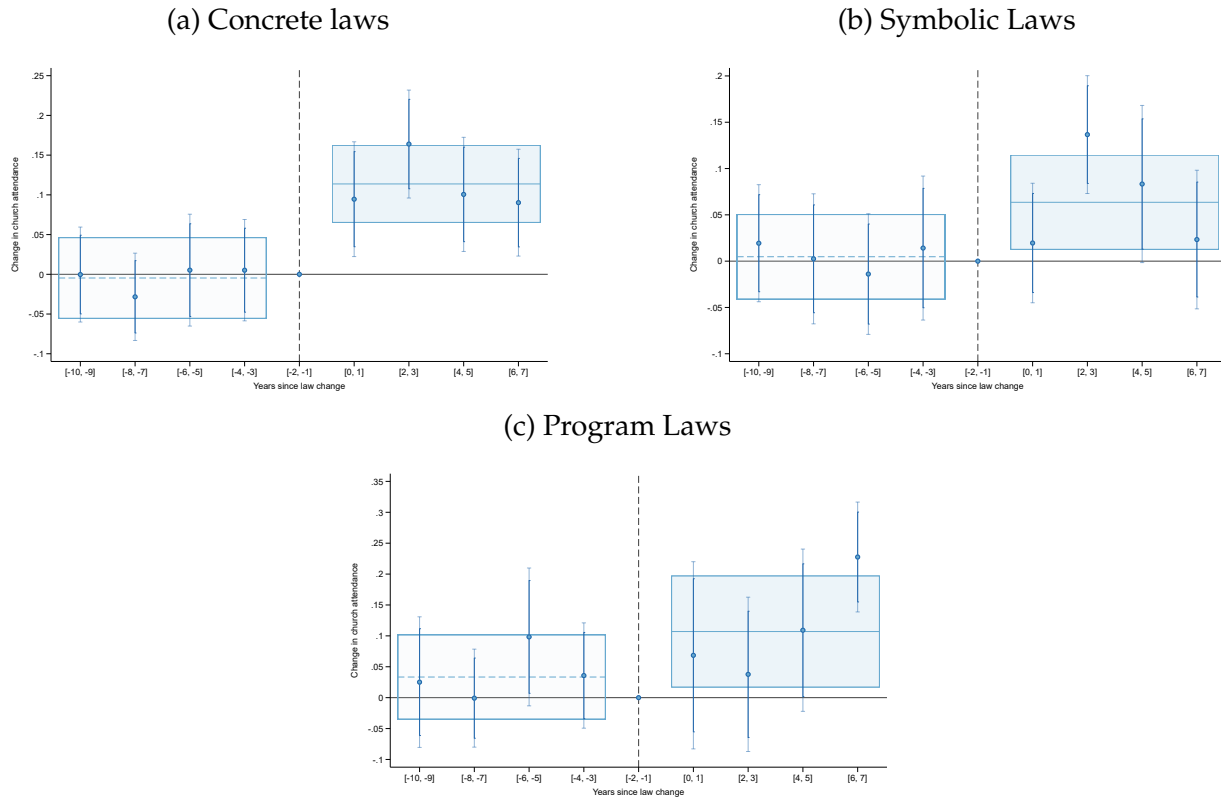 (a) Concrete laws
Change in church attendance
.25
.2
.15
.1
.05
0
-.05
-.1
[-10, -9] [-8, -7] [-6, -5] [-4, -3] [-2, -1] [0, 1] [2, 3] [4, 5] [6, 7]
Years since law change
(b) Symbolic Laws
Change in church attendance
.2
.15
.1
.05
0
-.05
-.1
[-10, -9] [-8, -7] [-6, -5] [-4, -3] [-2, -1] [0, 1] [2, 3] [4, 5] [6, 7]
Years since law change
(c) Program Laws
Change in church attendance
.35
.3
.25
.2
.15
.1
.05
0
-.05
-.1
[-10, -9] [-8, -7] [-6, -5] [-4, -3] [-2, -1] [0, 1] [2, 3] [4, 5] [6, 7]
Years since law change